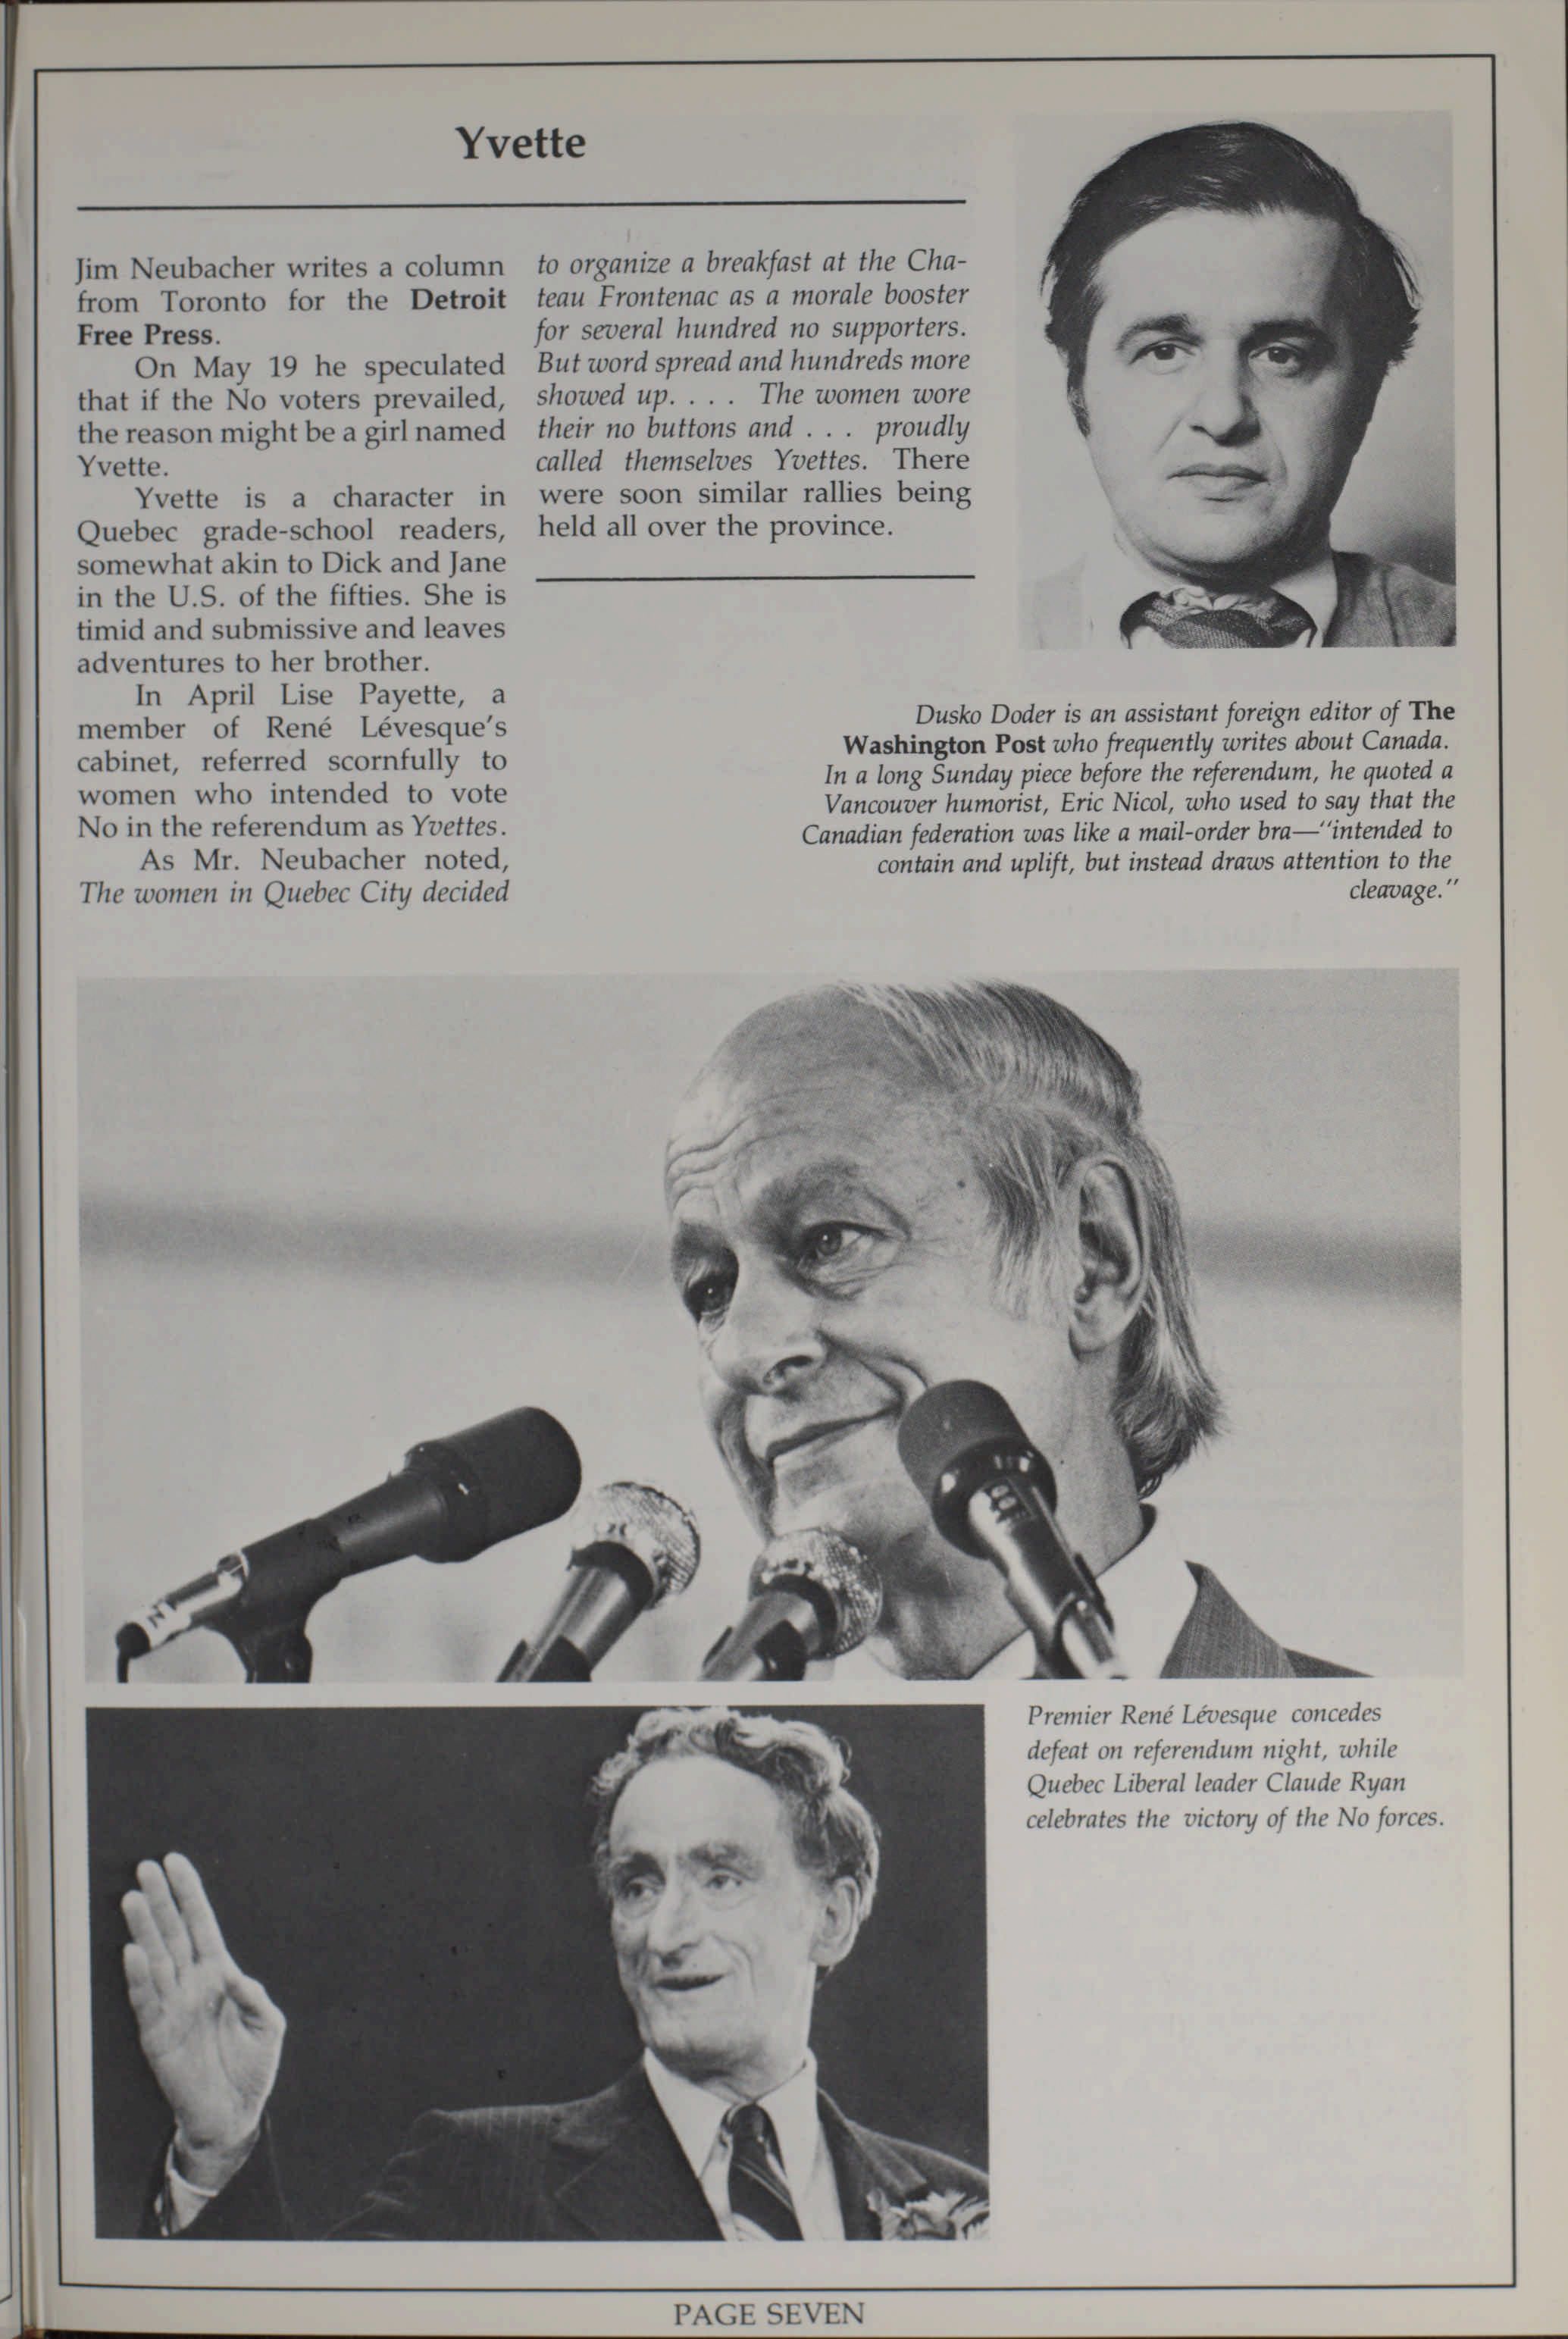 Yvette
Jim Neubacher writes a column
from Toronto for the Detroit
Free Press.
On May 19 he speculated
that if the No voters prevailed,
the reason might be a girl named
Yvette.
Yvette is a character in
Quebec grade-school readers,
somewhat akin to Dick and Jane
in the U.S. of the fifties. She is
timid and submissive and leaves
adventures to her brother.
In April Lise Payette, a
member of René Lévesque's
cabinet, referred scornfully to
women who intended to vote
No in the referendum as Yvettes.
As Mr. Neubacher noted,
The women in Quebec City decided
to organize a breakfast at the Cha-
teau Frontenac as a morale booster
for several hundred no supporters.
But word spread and hundreds more
showed up. . . . The women wore
their no buttons and . . . proudly
called themselves Yvettes. There
were soon similar rallies being
held all over the province.
Dusko Doder is an assistant foreign editor of The
Washington Post who frequently writes about Canada.
In a long Sunday piece before the referendum, he quoted a
Vancouver humorist, Eric Nicol, who used to say that the
Canadian federation was like a mail-order bra—"intended to
contain and uplift, but instead draws attention to the
cleavage."
Premier René Lévesque concedes
defeat on referendum night, while
Quebec Liberal leader Claude Ryan
celebrates the victory of the No forces.
PAGE SEVEN